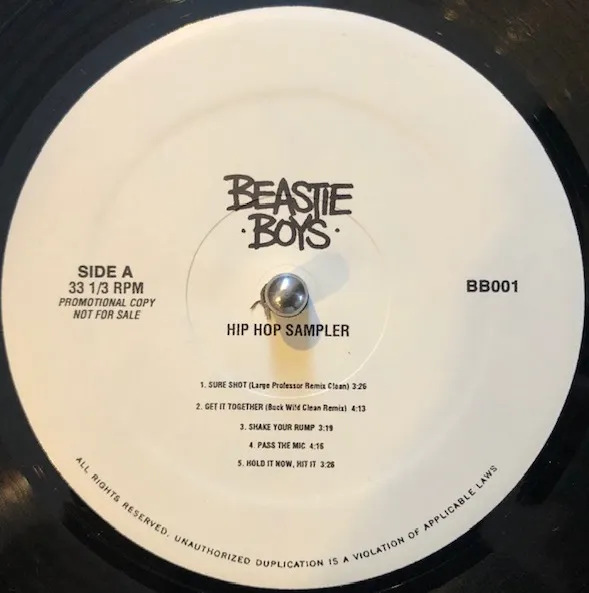 BEASTIE
·BOYS·
SIDE A
33 1/3 RPM
PROMOTIONAL COPY
NOT FOR SALE
BB001
HIP HOP SAMPLER
1. SURE SHOT (Large Professor Remix Clean) 3:26
2. GET IT TOGETHER (Buck Wild Clean Remix) 4:13
3. SHAKE YOUR RUMP 3:19
4. PASS THE MIC 4:16
5. HOLD IT NOW, HIT IT 3:26
ALL RIGHTS RESERVED. UNAUTHORIZED DUPLICATION IS A VIOLATION OF APPLICABLE LAWS